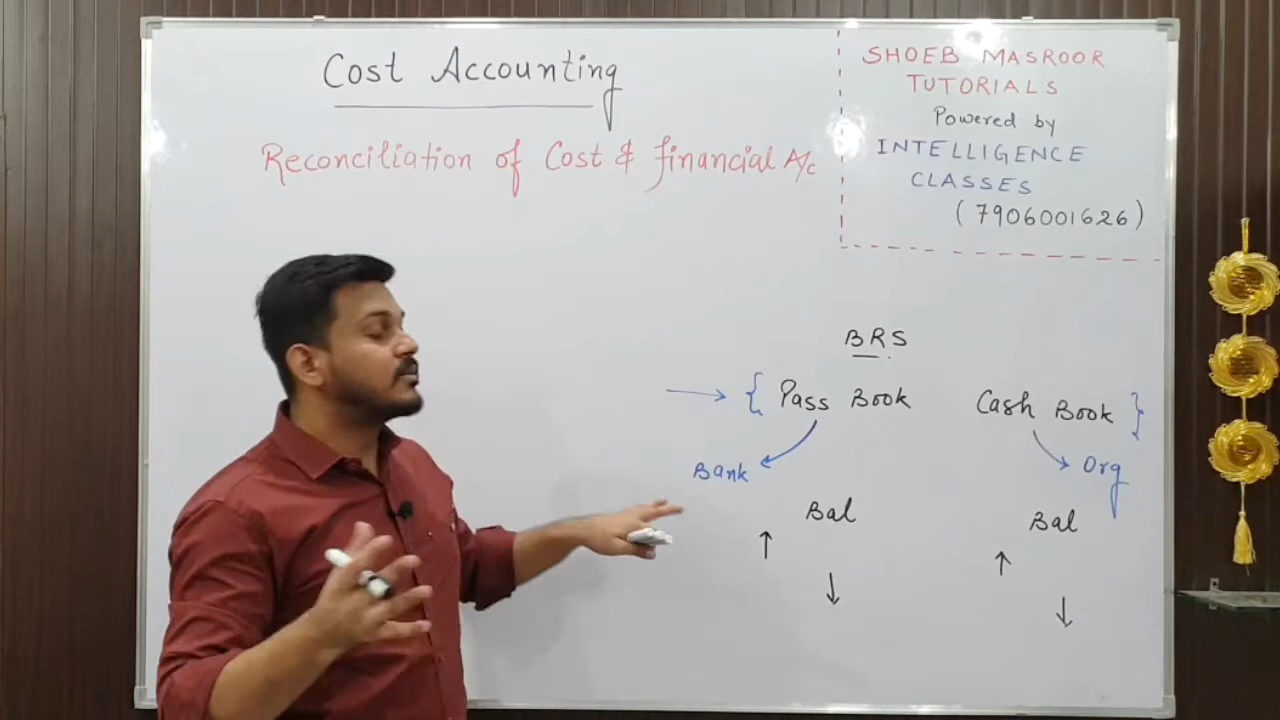 Cost Accounting
Reconciliation of Cost & financial A/c
SHOEB MASROOR
TUTORIALS
Powered by
INTELLIGENCE
CLASSES
(7906001626)
BRS
→ { Pass Book Cash Book }
Bank Org
Bal Bal
↑ ↑
↓ ↓